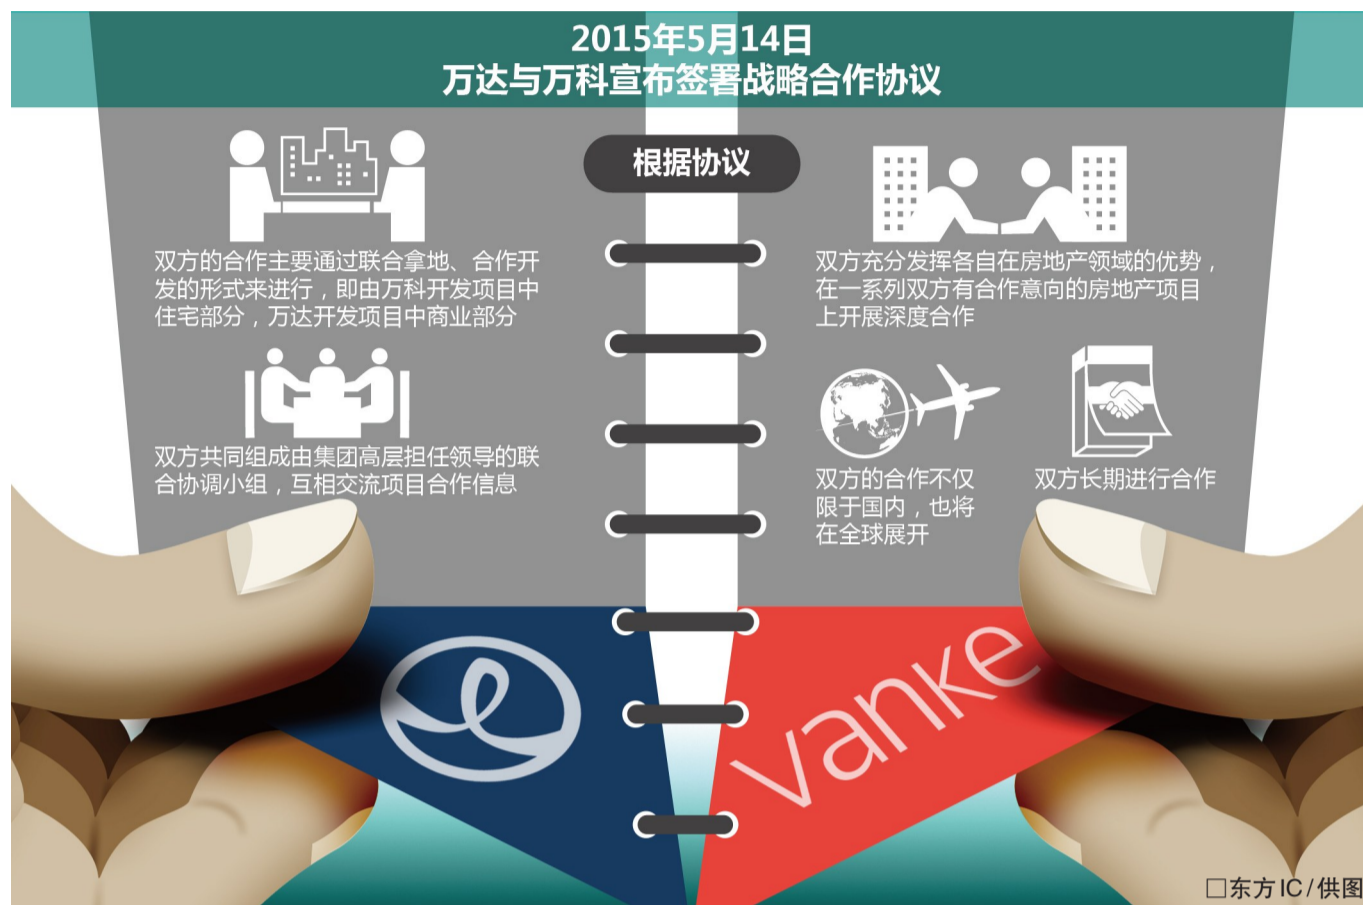 2015年5月14日
万达与万科宣布签署战略合作协议
根据协议
双方的合作主要通过联合拿地、合作开
发的形式来进行，即由万科开发项目中
住宅部分，万达开发项目中商业部分
双方共同组成由集团高层担任领导的联
合协调小组，互相交流项目合作信息
双方充分发挥各自在房地产领域的优势，
在一系列双方有合作意向的房地产项目
上开展深度合作
双方的合作不仅
限于国内，也将
在全球展开
双方长期进行合作
vanke
□东方IC/供图